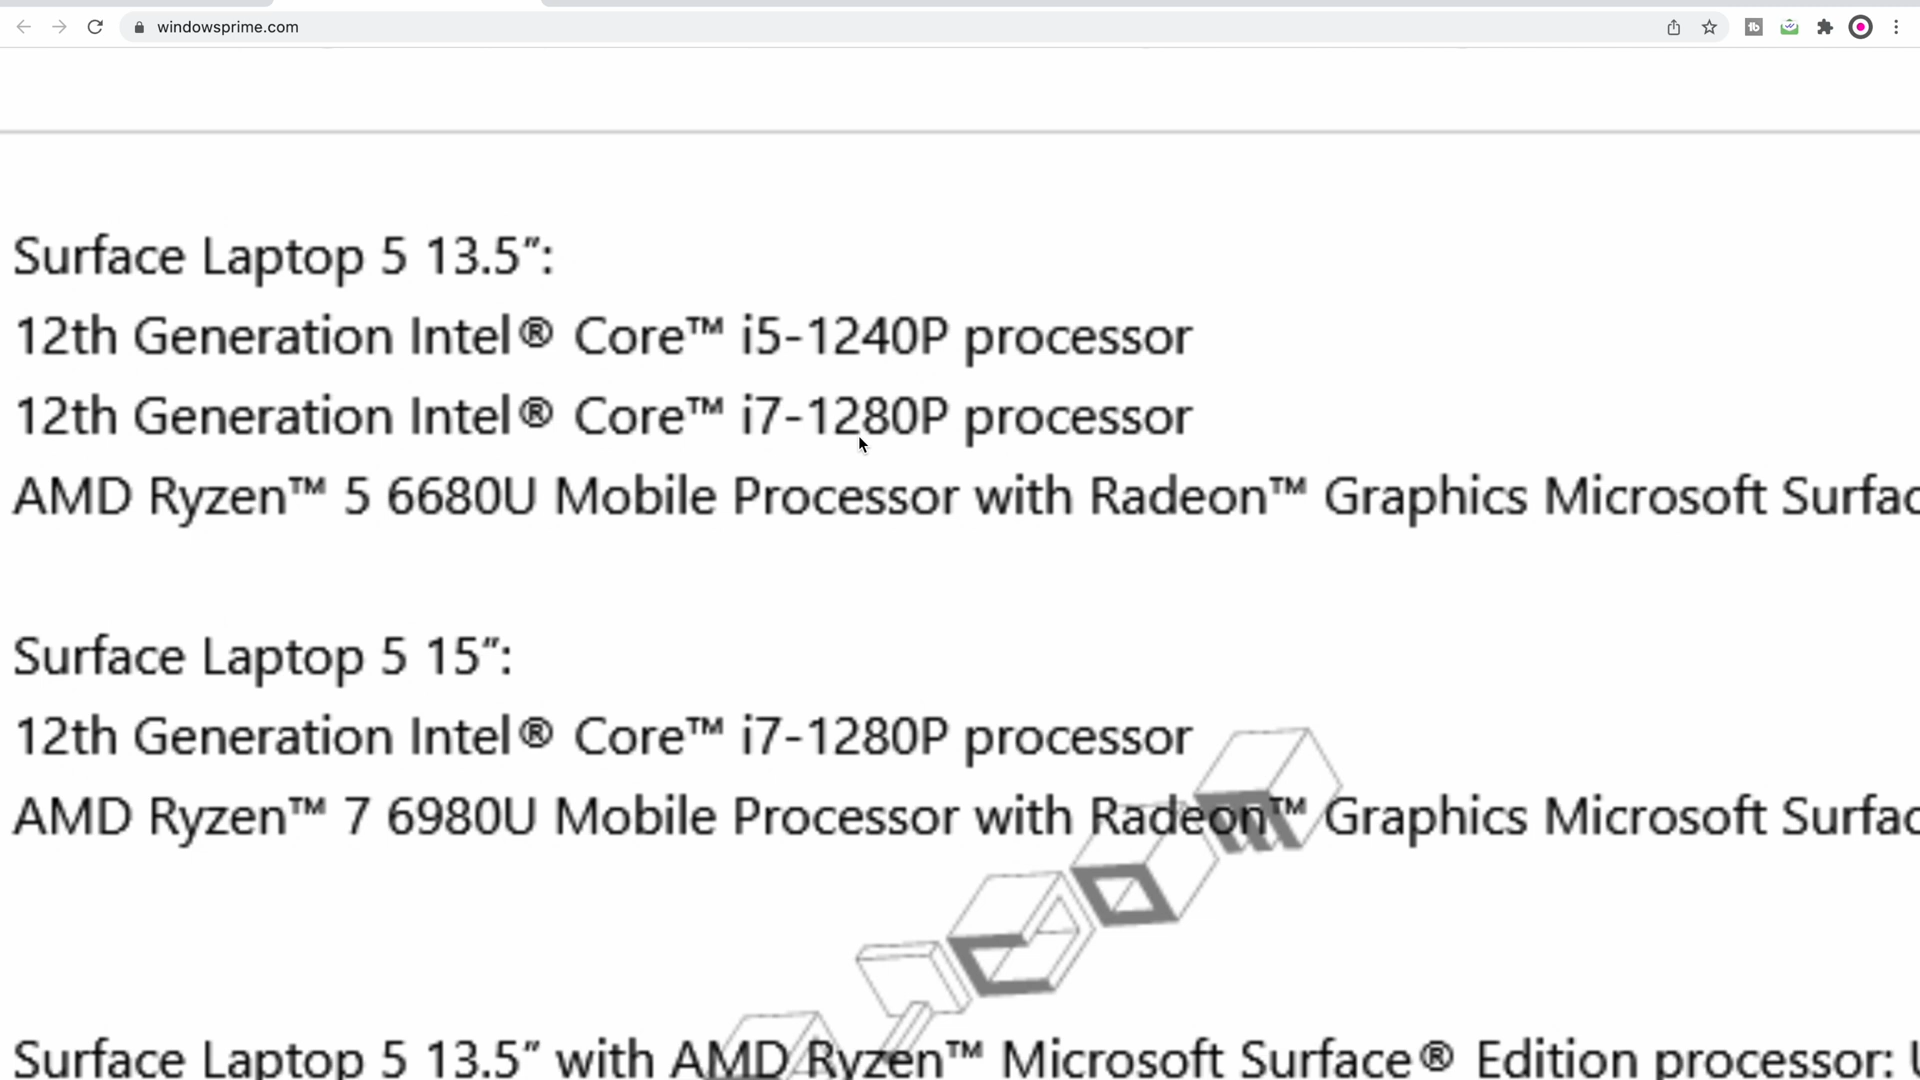 windowsprime.com
Surface Laptop 5 13.5”:
12th Generation Intel® Core™ i5-1240P processor
12th Generation Intel® Core™ i7-1280P processor
AMD Ryzen™ 5 6680U Mobile Processor with Radeon™ Graphics Microsoft Surfac
Surface Laptop 5 15”:
12th Generation Intel® Core™ i7-1280P processor
AMD Ryzen™ 7 6980U Mobile Processor with Radeon™ Graphics Microsoft Surfac
Surface Laptop 5 13.5” with AMD Ryzen™ Microsoft Surface® Edition processor: